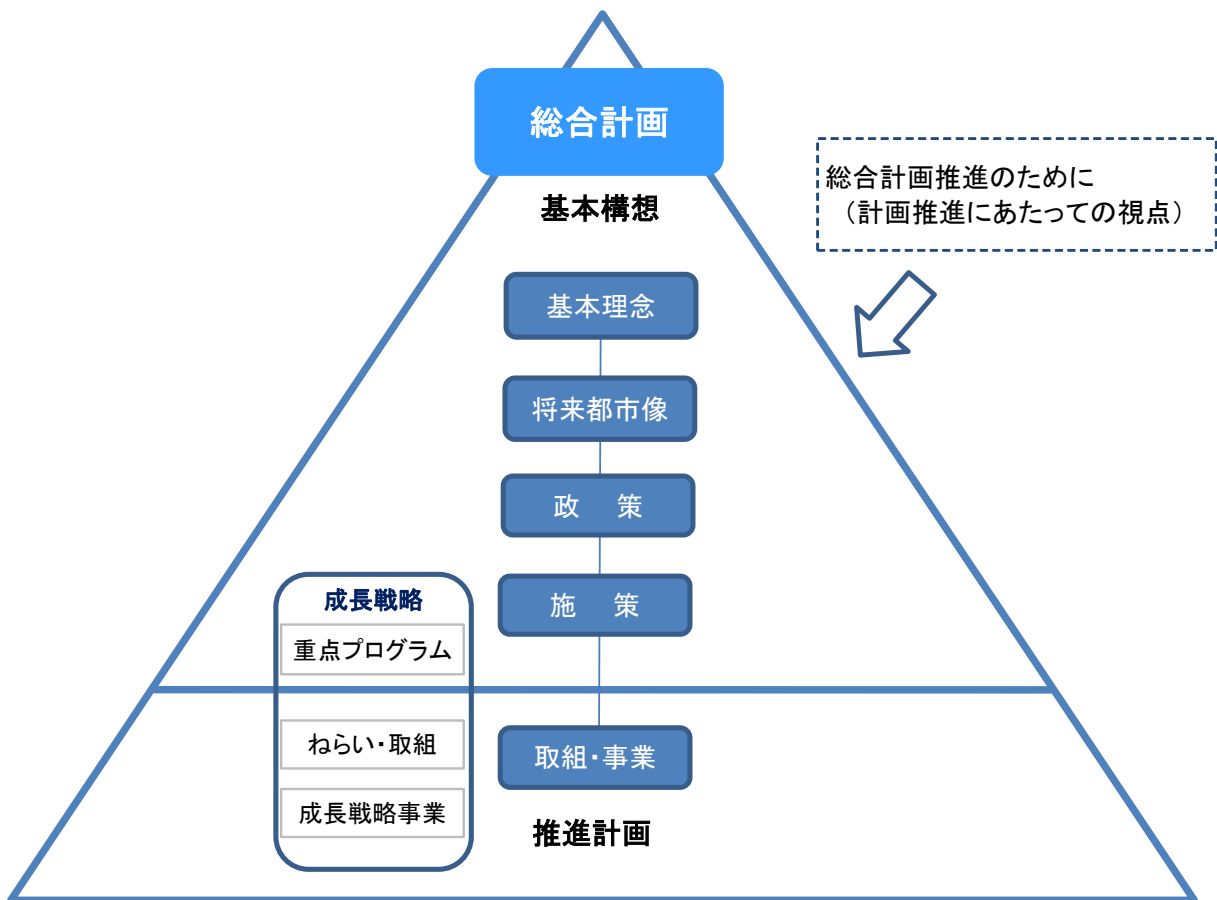 総合計画
総合計画推進のために
（計画推進にあたっての視点）
基本構想
基本理念
将来都市像
政　策
施　策
成長戦略
重点プログラム
ねらい・取組
成長戦略事業
取組・事業
推進計画